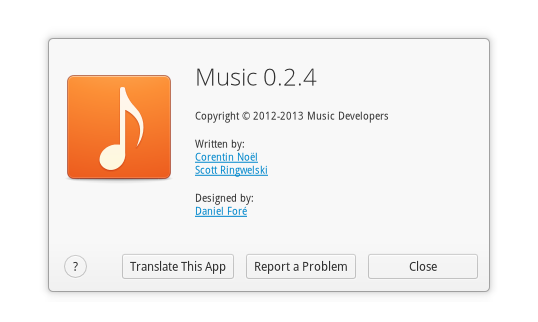 Music 0.2.4
Copyright © 2012-2013 Music Developers
Written by:
Corentin Noël
Scott Ringwelski
Designed by:
Daniel Foré
? Translate This App Report a Problem Close